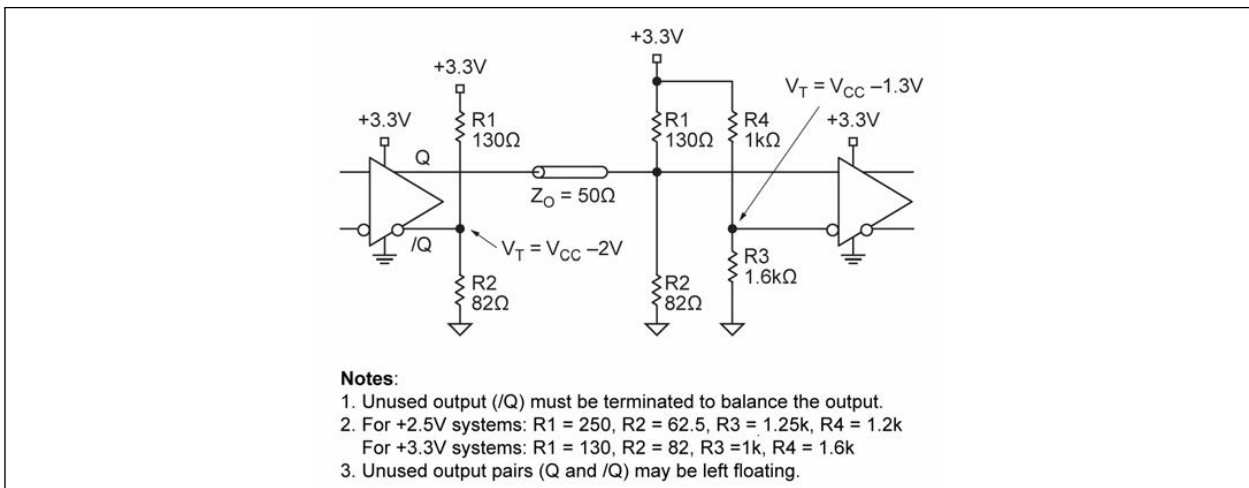 +3.3V
+3.3V
V_T = V_CC –1.3V
+3.3V
R1
130Ω
R1
130Ω
R4
1kΩ
+3.3V
Q
Z_O = 50Ω
/Q
V_T = V_CC –2V
R2
82Ω
R2
82Ω
R3
1.6kΩ
Notes:
1. Unused output (/Q) must be terminated to balance the output.
2. For +2.5V systems: R1 = 250, R2 = 62.5, R3 = 1.25k, R4 = 1.2k
For +3.3V systems: R1 = 130, R2 = 82, R3 =1k, R4 = 1.6k
3. Unused output pairs (Q and /Q) may be left floating.